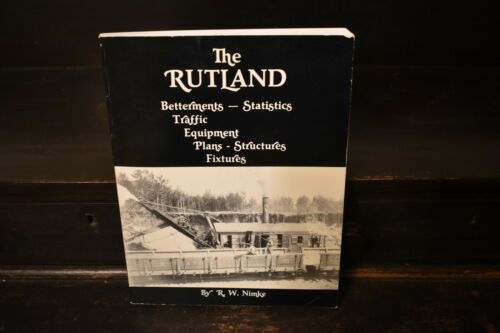 The
RUTLAND
Betterments — Statistics
Traffic
Equipment
Plans - Structures
Fixtures
By R. W. Nimke